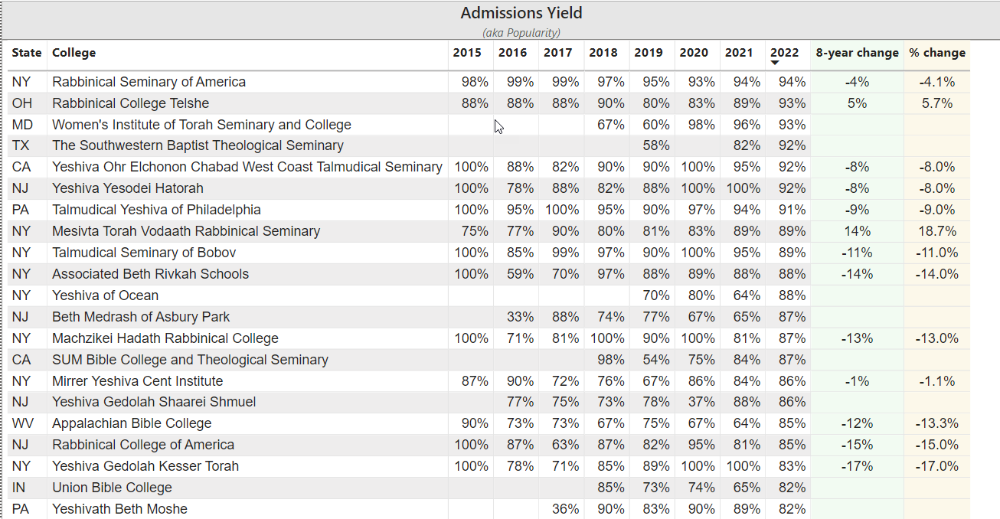 Admissions Yield
(aka Popularity)
State College 2015 2016 2017 2018 2019 2020 2021 2022 8-year change % change
NY Rabbinical Seminary of America 98% 99% 99% 97% 95% 93% 94% 94% -4% -4.1%
OH Rabbinical College Telshe 88% 88% 88% 90% 80% 83% 89% 93% 5% 5.7%
MD Women's Institute of Torah Seminary and College 67% 60% 98% 96% 93%
TX The Southwestern Baptist Theological Seminary 58% 82% 92%
CA Yeshiva Ohr Elchonon Chabad West Coast Talmudical Seminary 100% 88% 82% 90% 90% 100% 95% 92% -8% -8.0%
NJ Yeshiva Yesodei Hatorah 100% 78% 88% 82% 88% 100% 100% 92% -8% -8.0%
PA Talmudical Yeshiva of Philadelphia 100% 95% 100% 95% 90% 97% 94% 91% -9% -9.0%
NY Mesivta Torah Vodaath Rabbinical Seminary 75% 77% 90% 80% 81% 83% 89% 89% 14% 18.7%
NY Talmudical Seminary of Bobov 100% 85% 99% 97% 90% 100% 95% 89% -11% -11.0%
NY Associated Beth Rivkah Schools 100% 59% 70% 97% 88% 89% 88% 88% -14% -14.0%
NY Yeshiva of Ocean 70% 80% 64% 88%
NJ Beth Medrash of Asbury Park 33% 88% 74% 77% 67% 65% 87%
NY Machzikei Hadath Rabbinical College 100% 71% 81% 100% 90% 100% 81% 87% -13% -13.0%
CA SUM Bible College and Theological Seminary 98% 54% 75% 84% 87%
NY Mirrer Yeshiva Cent Institute 87% 90% 72% 76% 67% 86% 84% 86% -1% -1.1%
NJ Yeshiva Gedolah Shaarei Shmuel 77% 75% 73% 78% 37% 88% 86%
WV Appalachian Bible College 90% 73% 73% 67% 75% 67% 64% 85% -12% -13.3%
NJ Rabbinical College of America 100% 87% 63% 87% 82% 95% 81% 85% -15% -15.0%
NY Yeshiva Gedolah Kesser Torah 100% 78% 71% 85% 89% 100% 100% 83% -17% -17.0%
IN Union Bible College 85% 73% 74% 65% 82%
PA Yeshivath Beth Moshe 36% 90% 83% 90% 89% 82%